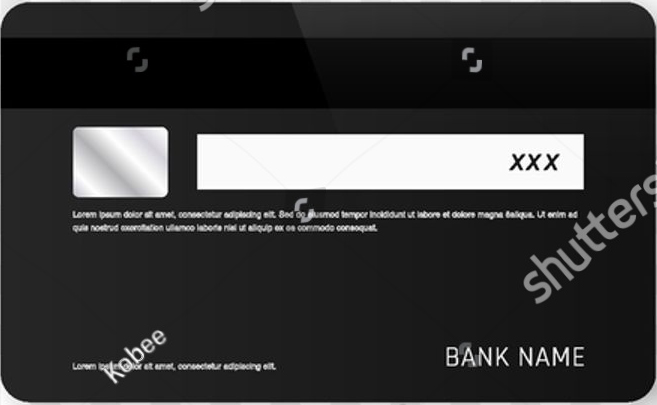 XXX
Lorem ipsum dolor sit amet, consectetur adipiscing elit. Sed do eiusmod tempor incididunt ut labore et dolore magna aliqua. Ut enim ad
quis nostrud exercitation ullamco laboris nisi ut aliquip ex ea commodo consequat.
shutters
Kobee
Lorem ipsum dolor sit amet, consectetur adipiscing elit.
BANK NAME